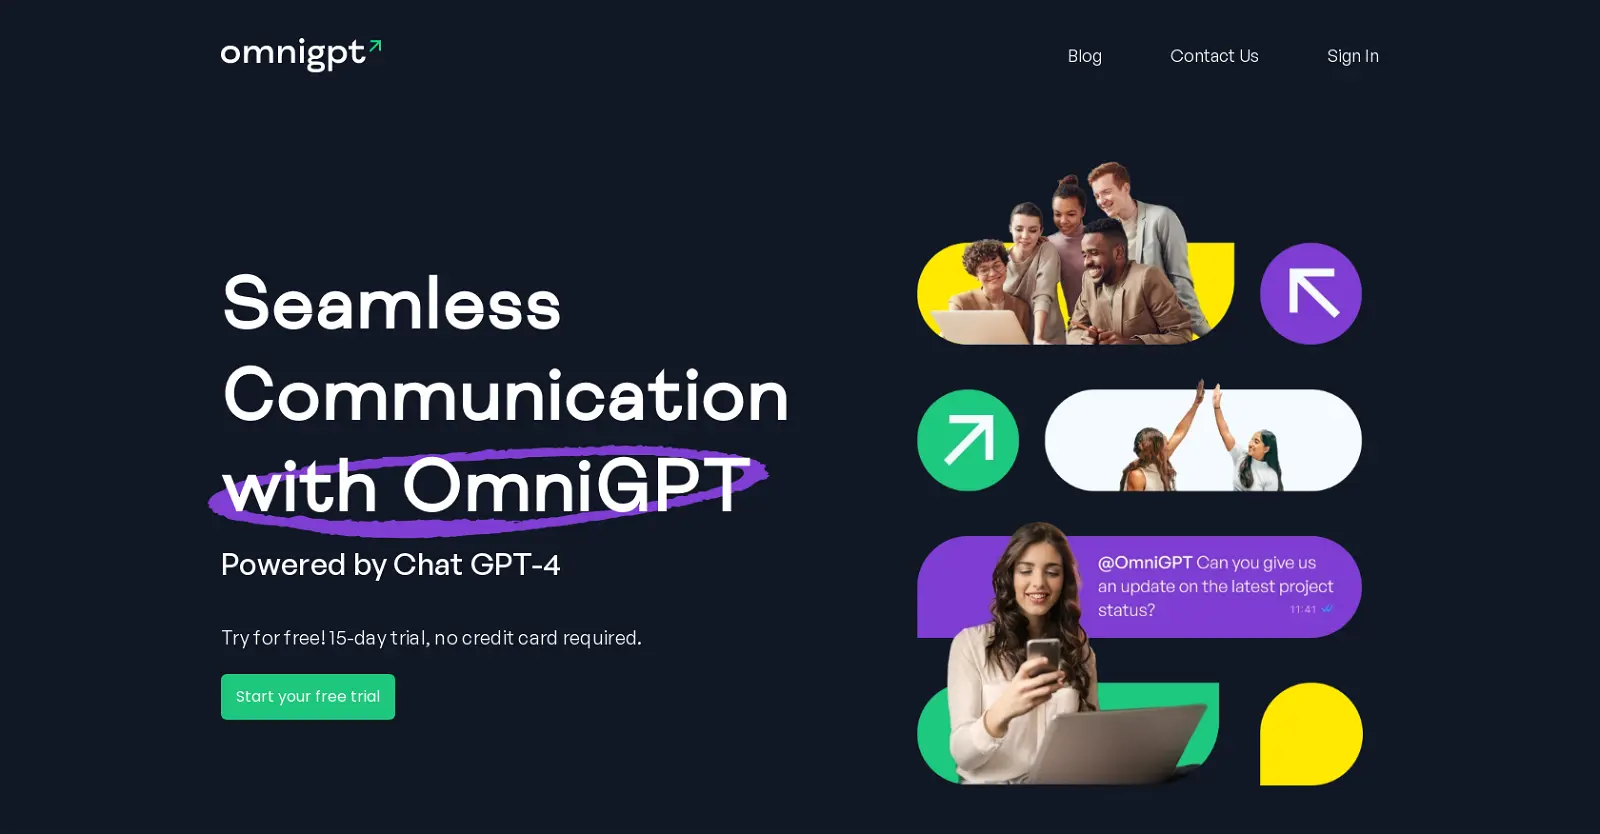 omnigpt
Blog
Contact Us
Sign In
Seamless
Communication
with OmniGPT
Powered by Chat GPT-4
Try for free! 15-day trial, no credit card required.
Start your free trial
@OmniGPT Can you give us
an update on the latest project
status?
11:41